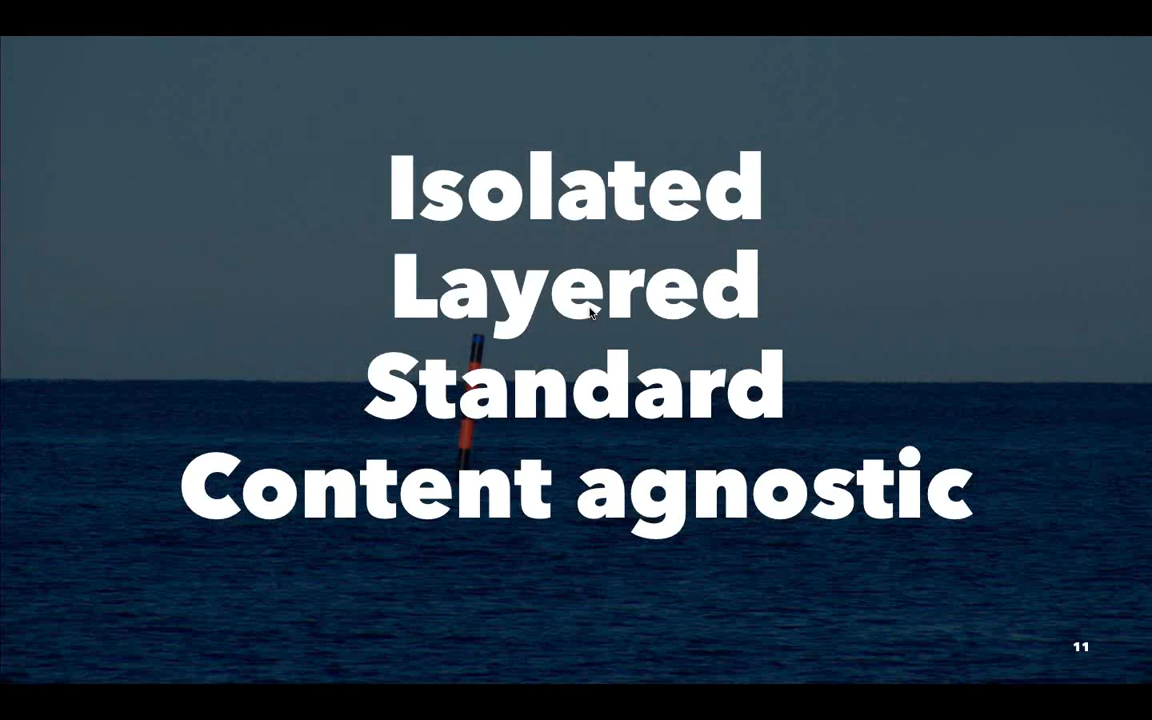 Isolated
Layered
Standard
Content agnostic
11